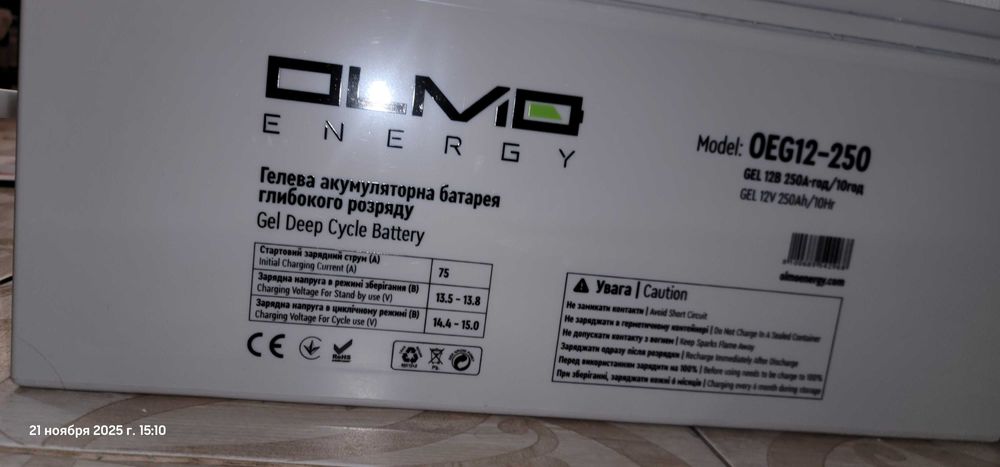 OLMO
ENERGY
Гелева акумуляторна батарея
глибокого розряду
Gel Deep Cycle Battery
Стартовий зарядний струм (А)
Initial Charging Current (A)
75
Зарядна напруга в режимі зберігання (В)
Charging Voltage For Stand by use (V)
13.5 - 13.8
Зарядна напруга в циклічному режимі (В)
Charging Voltage For Cycle use (V)
14.4 - 15.0
CE
RoHS
Pb
Model: OEG12-250
GEL 12В 250А·год/10год
GEL 12V 250Ah/10Hr
olmoenergy.com
Увага | Caution
Не замикати контакти | Avoid Short Circuit
Не заряджати в герметичному контейнері | Do Not Charge In A Sealed Container
Не допускати контакту з вогнем | Keep Sparks Flame Away
Заряджати одразу після розрядки | Recharge Immediately After Discharge
Перед використанням зарядити на 100% | Before using needs to be charge to 100%
При зберіганні, заряджати кожні 6 місяців | Charging every 6 month during storage
21 ноября 2025 г. 15:10